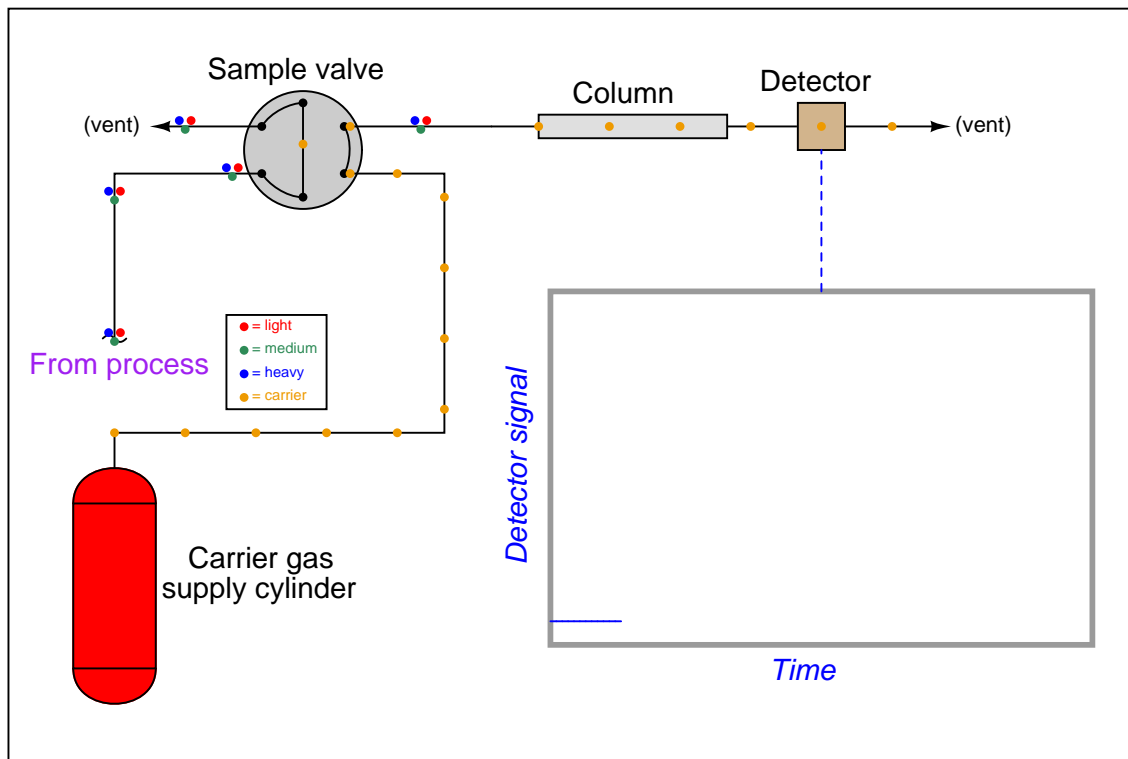 Sample valve
Column
Detector
(vent)
(vent)
= light
= medium
= heavy
= carrier
From process
Detector signal
Carrier gas
supply cylinder
Time